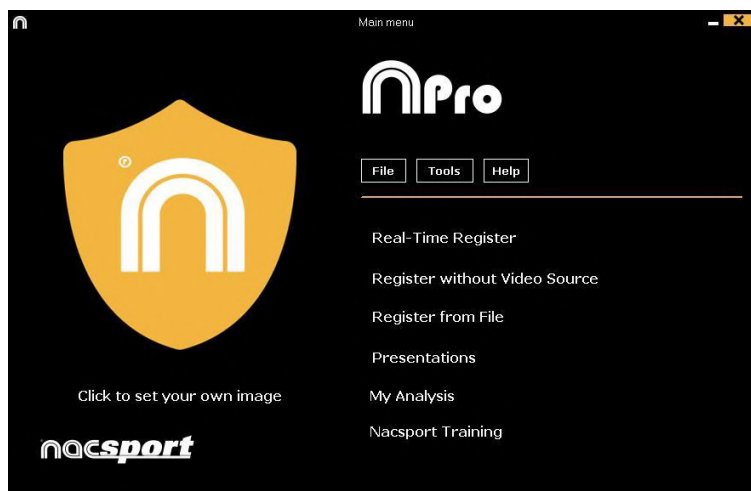 Main menu
nPro
File Tools Help
Real-Time Register
Register without Video Source
Register from File
Presentations
My Analysis
Nacsport Training
®
n
Click to set your own image
nacsport